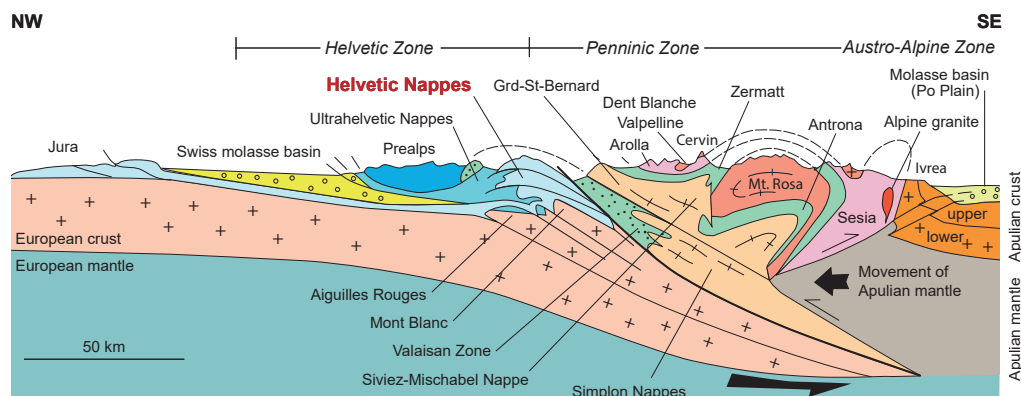 NW
SE
Helvetic Zone
Penninic Zone
Austro-Alpine Zone
Helvetic Nappes
Grd-St-Bernard
Molasse basin
(Po Plain)
Ultrahelvetic Nappes
Dent Blanche
Zermatt
Valpelline
Antrona
Alpine granite
Jura
Swiss molasse basin
Prealps
Arolla
Cervin
Ivrea
Mt. Rosa
Sesia
upper
lower
European crust
European mantle
Apulian crust
Apulian mantle
Movement of
Apulian mantle
Aiguilles Rouges
Mont Blanc
Valaisan Zone
Siviez-Mischabel Nappe
Simplon Nappes
50 km